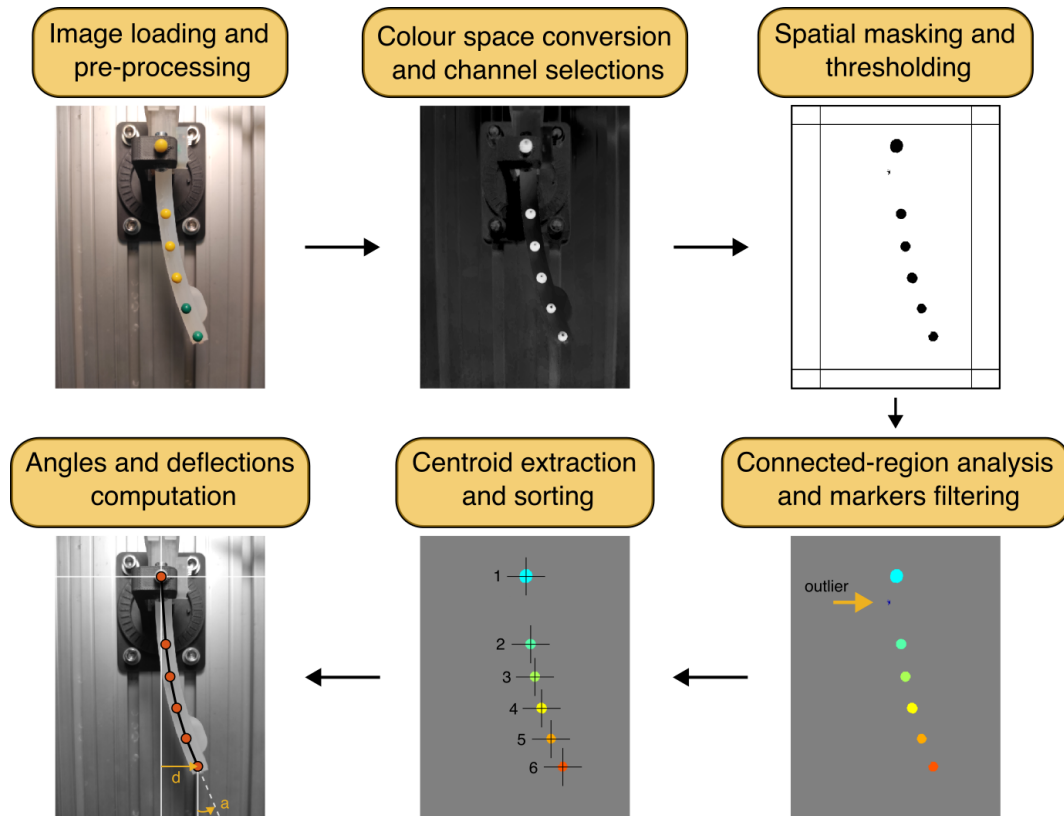 Image loading and
pre-processing
Colour space conversion
and channel selections
Spatial masking and
thresholding
Angles and deflections
computation
Centroid extraction
and sorting
Connected-region analysis
and markers filtering
d
a
1
2
3
4
5
6
outlier